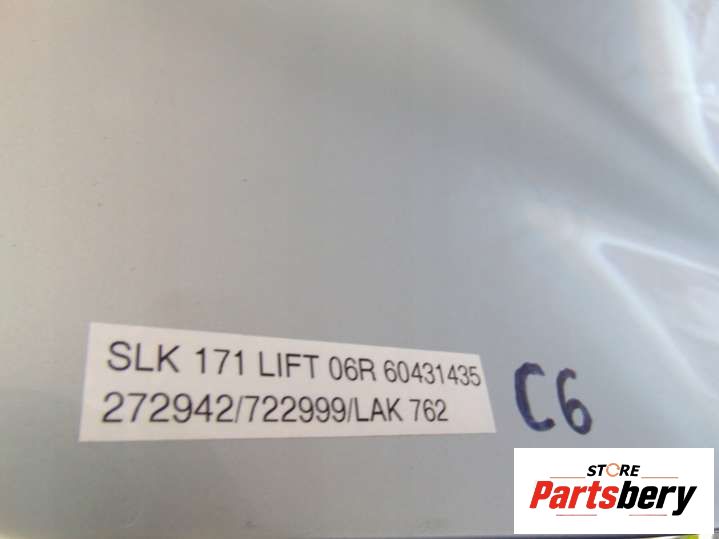 SLK 171 LIFT 06R 60431435
272942/722999/LAK 762
C6
STORE
Partsbery